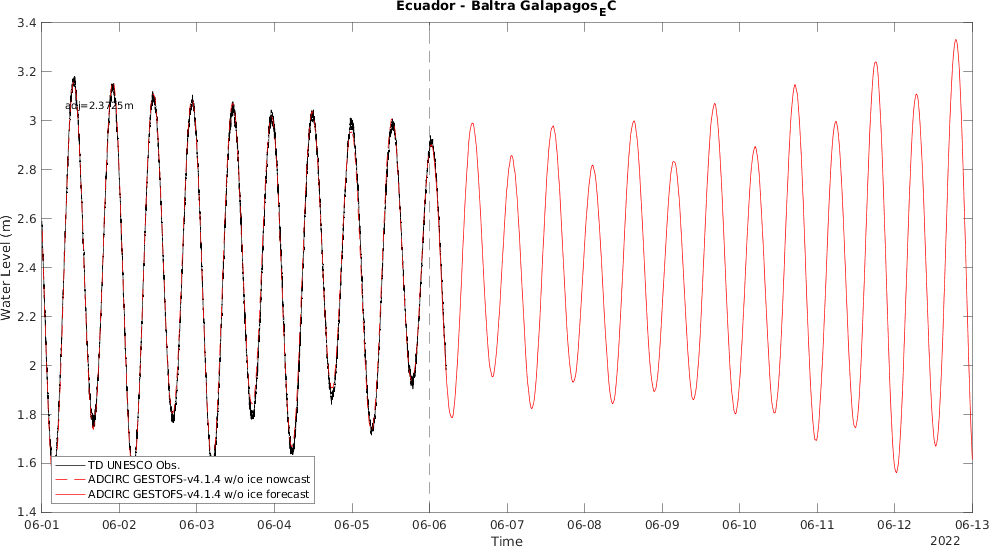 Ecuador - Baltra Galapagos_EC
3.4
3.2
3
2.8
2.6
2.4
2.2
2
1.8
1.6
1.4
Water Level (m)
adj=2.3725m
TD UNESCO Obs.
ADCIRC GESTOFS-v4.1.4 w/o ice nowcast
ADCIRC GESTOFS-v4.1.4 w/o ice forecast
06-01 06-02 06-03 06-04 06-05 06-06 06-07 06-08 06-09 06-10 06-11 06-12 06-13
Time
2022